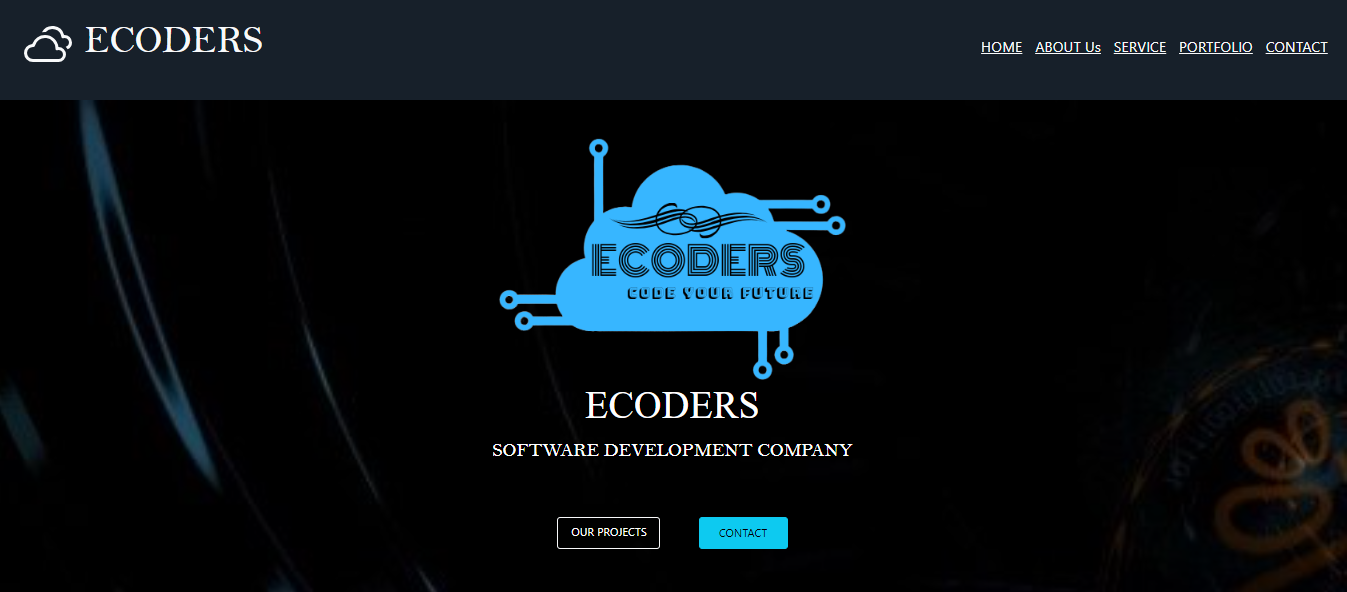 ECODERS
HOME ABOUT Us SERVICE PORTFOLIO CONTACT
ECODERS
CODE YOUR FUTURE
ECODERS
SOFTWARE DEVELOPMENT COMPANY
OUR PROJECTS CONTACT